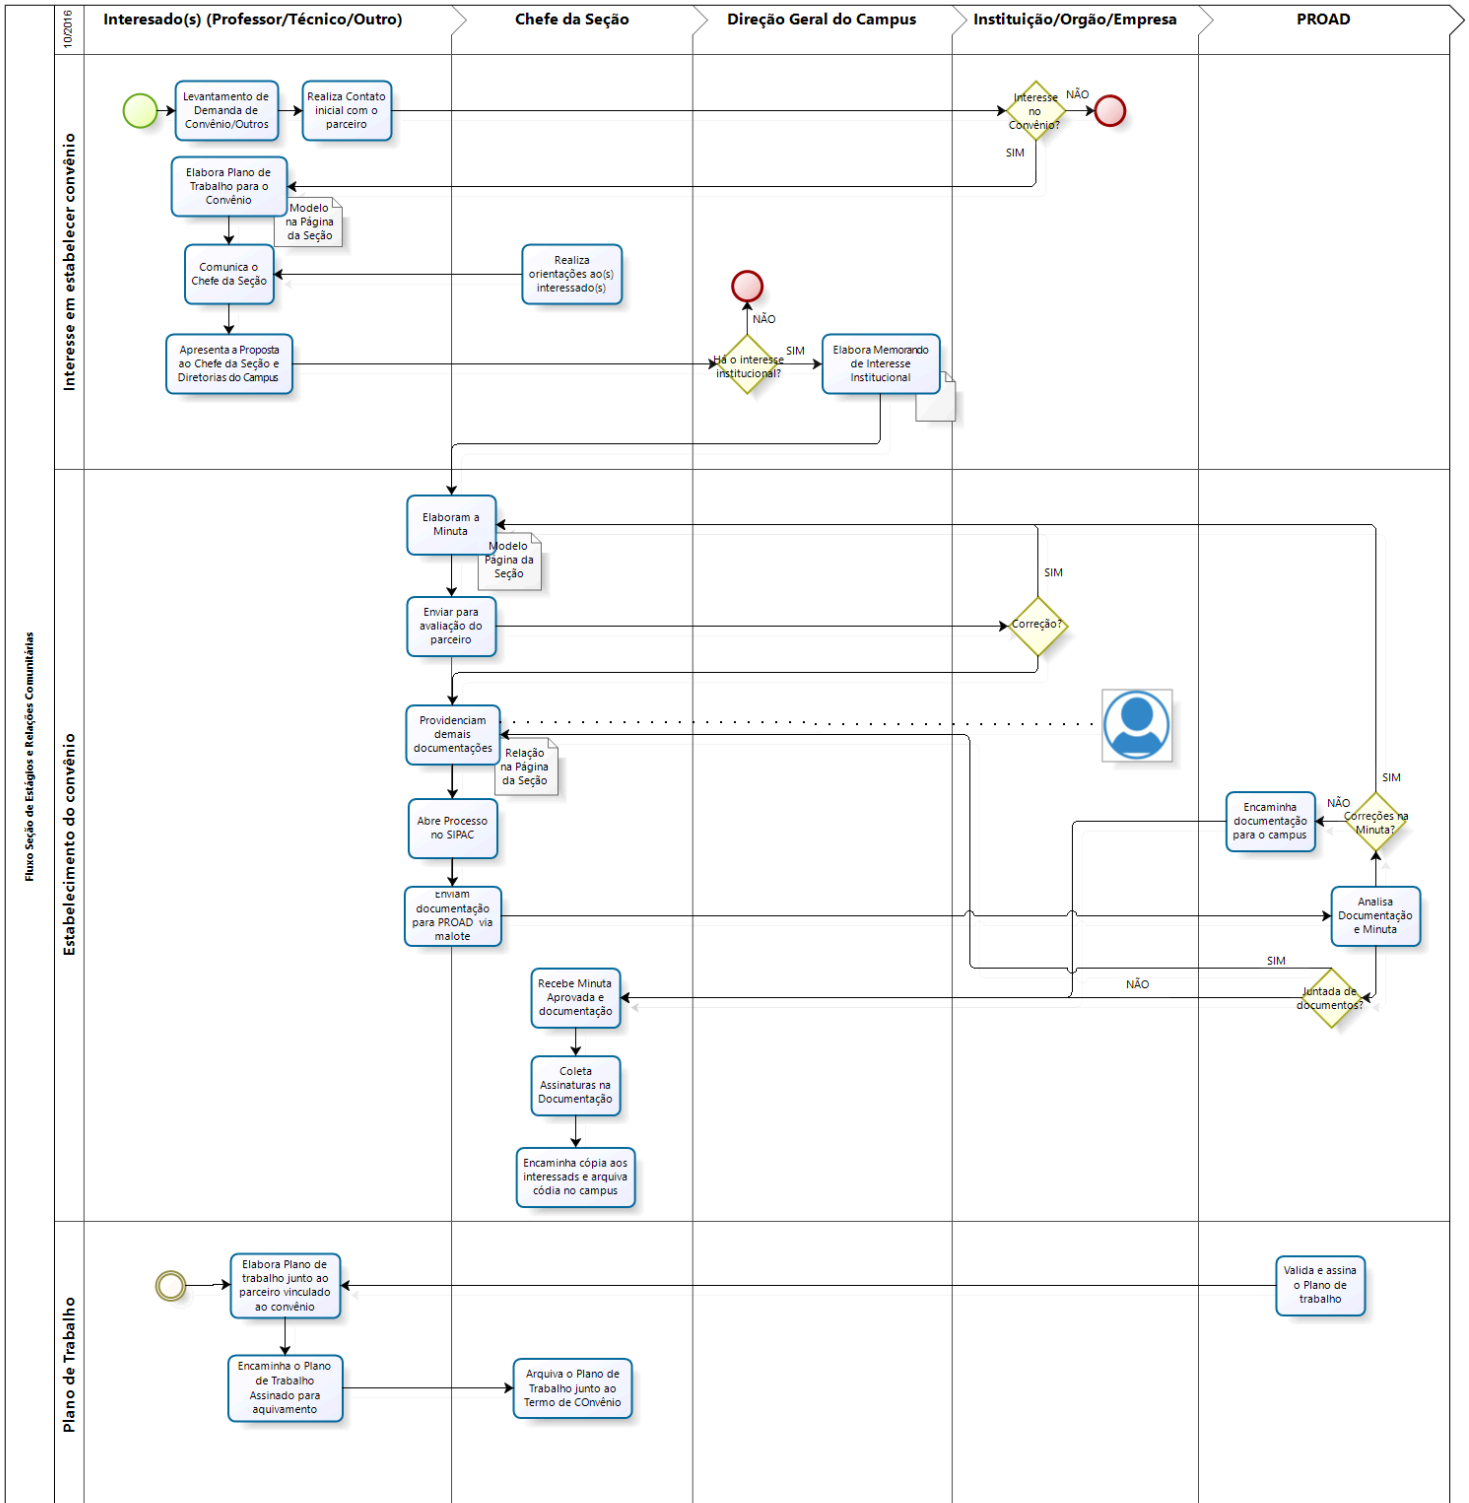 Interesado(s) (Professor/Técnico/Outro)
Chefe da Seção
Direção Geral do Campus
Instituição/Orgão/Empresa
PROAD
10/2016
Fluxo Seção de Estágios e Relações Comunitárias
Interesse em estabelecer convênio
Levantamento de
Demanda de
Convênio/Outros
Realiza Contato
inicial com o
parceiro
Interesse
no
Convênio?
NÃO
SIM
Elabora Plano de
Trabalho para o
Convênio
Modelo
na Página
da Seção
Comunica o
Chefe da Seção
Realiza
orientações ao(s)
interessado(s)
Apresenta a Proposta
ao Chefe da Seção e
Diretorias do Campus
NÃO
Há o interesse
institucional?
SIM
Elabora Memorando
de Interesse
Institucional
Estabelecimento do convênio
Elaboram a
Minuta
Modelo
Página da
Seção
SIM
Enviar para
avaliação do
parceiro
Correção?
Providenciam
demais
documentações
Relação
na Página
da Seção
SIM
Encaminha
documentação
para o campus
NÃO
Correções na
Minuta?
Abre Processo
no SIPAC
Enviam
documentação
para PROAD via
malote
Analisa
Documentação
e Minuta
SIM
NÃO
Juntada de
documentos?
Recebe Minuta
Aprovada e
documentação
Coleta
Assinaturas na
Documentação
Encaminha cópia aos
interessads e arquiva
códia no campus
Plano de Trabalho
Elabora Plano de
trabalho junto ao
parceiro vinculado
ao convênio
Valida e assina
o Plano de
trabalho
Encaminha o Plano
de Trabalho
Assinado para
aquivamento
Arquiva o Plano de
Trabalho junto ao
Termo de COnvênio